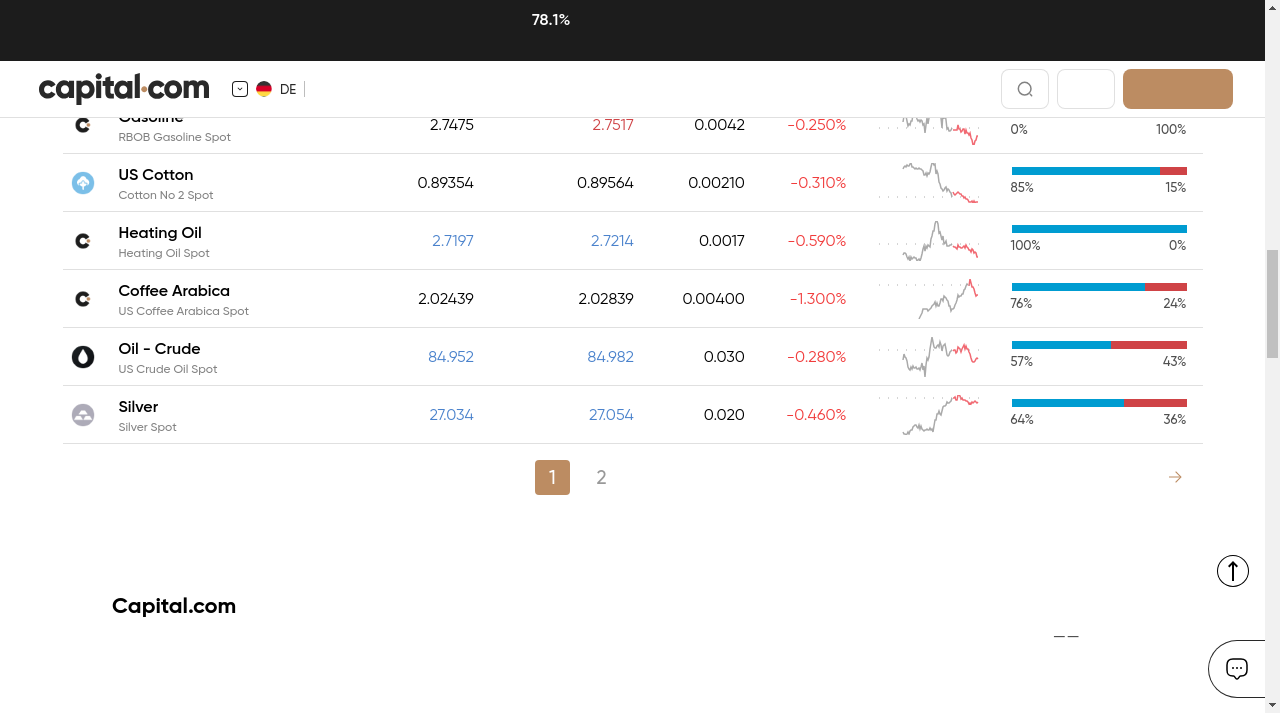 78.1%
capital.com
DE
Gasoline
RBOB Gasoline Spot
2.7475
2.7517
0.0042
-0.250%
0%
100%
US Cotton
Cotton No 2 Spot
0.89354
0.89564
0.00210
-0.310%
85%
15%
Heating Oil
Heating Oil Spot
2.7197
2.7214
0.0017
-0.590%
100%
0%
Coffee Arabica
US Coffee Arabica Spot
2.02439
2.02839
0.00400
-1.300%
76%
24%
Oil - Crude
US Crude Oil Spot
84.952
84.982
0.030
-0.280%
57%
43%
Silver
Silver Spot
27.034
27.054
0.020
-0.460%
64%
36%
1
2
Capital.com